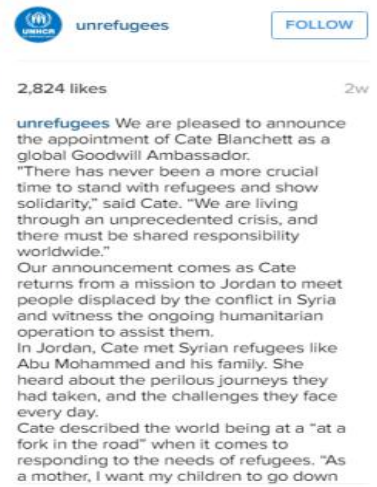 UNHCR
unrefugees
FOLLOW
2,824 likes
2w
unrefugees We are pleased to announce
the appointment of Cate Blanchett as a
global Goodwill Ambassador.
"There has never been a more crucial
time to stand with refugees and show
solidarity,” said Cate. “We are living
through an unprecedented crisis, and
there must be shared responsibility
worldwide.”
Our announcement comes as Cate
returns from a mission to Jordan to meet
people displaced by the conflict in Syria
and witness the ongoing humanitarian
operation to assist them.
In Jordan, Cate met Syrian refugees like
Abu Mohammed and his family. She
heard about the perilous journeys they
had taken, and the challenges they face
every day.
Cate described the world being at a “at a
fork in the road” when it comes to
responding to the needs of refugees. “As
a mother, I want my children to go down